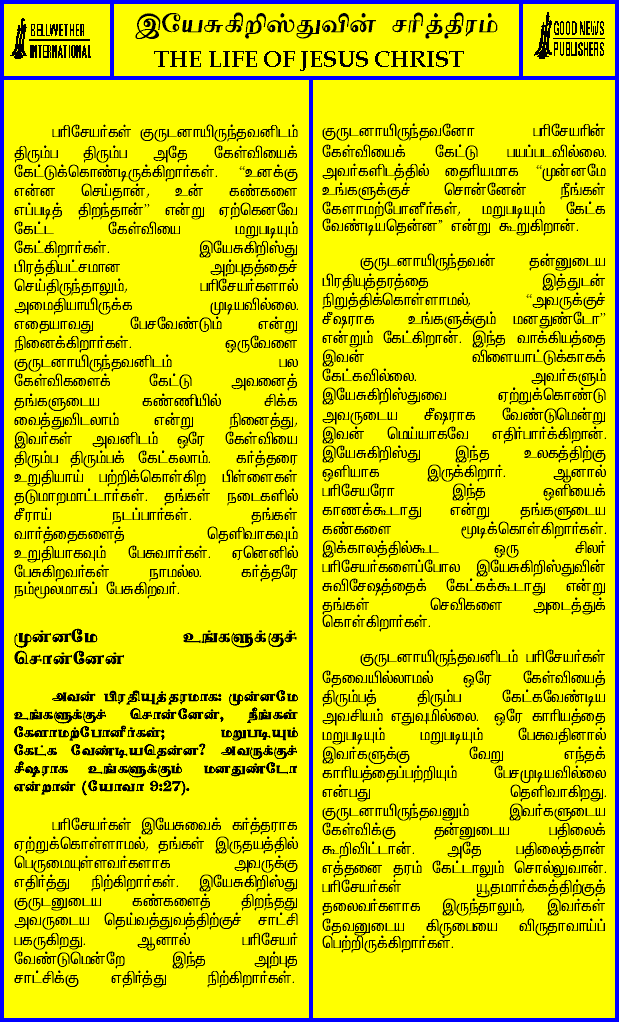 BELLWETHER
INTERNATIONAL
இயேசுகிறிஸ்துவின் சரித்திரம்
THE LIFE OF JESUS CHRIST
GOOD NEWS
PUBLISHERS
பரிசேயர்கள் குருடனாயிருந்தவனிடம்
திரும்ப திரும்ப அதே கேள்வியைக்
கேட்டுக்கொண்டிருக்கிறார்கள். “உனக்கு
என்ன செய்தான், உன் கண்களை
எப்படித் திறந்தான்” என்று ஏற்கெனவே
கேட்ட கேள்வியை மறுபடியும்
கேட்கிறார்கள். இயேசுகிறிஸ்து
பிரத்தியட்சமான அற்புதத்தைச்
செய்திருந்தாலும், பரிசேயர்களால்
அமைதியாயிருக்க முடியவில்லை.
எதையாவது பேசவேண்டும் என்று
நினைக்கிறார்கள். ஒருவேளை
குருடனாயிருந்தவனிடம் பல
கேள்விகளைக் கேட்டு அவனைத்
தங்களுடைய கண்ணியில் சிக்க
வைத்துவிடலாம் என்று நினைத்து,
இவர்கள் அவனிடம் ஒரே கேள்வியை
திரும்ப திரும்பக் கேட்கலாம். கர்த்தரை
உறுதியாய் பற்றிக்கொள்கிற பிள்ளைகள்
தடுமாறமாட்டார்கள். தங்கள் நடைகளில்
சீராய் நடப்பார்கள். தங்கள்
வார்த்தைகளைத் தெளிவாகவும்
உறுதியாகவும் பேசுவார்கள். ஏனெனில்
பேசுகிறவர்கள் நாமல்ல. கர்த்தரே
நம்மூலமாகப் பேசுகிறவர்.
முன்னமே உங்களுக்குச்
சொன்னேன்
அவன் பிரதியுத்தரமாக: முன்னமே
உங்களுக்குச் சொன்னேன், நீங்கள்
கேளாமற்போனீர்கள்; மறுபடியும்
கேட்க வேண்டியதென்ன? அவருக்குச்
சீஷராக உங்களுக்கும் மனதுண்டோ
என்றான் (யோவா 9:27).
பரிசேயர்கள் இயேசுவைக் கர்த்தராக
ஏற்றுக்கொள்ளாமல், தங்கள் இருதயத்தில்
பெருமையுள்ளவர்களாக அவருக்கு
எதிர்த்து நிற்கிறார்கள். இயேசுகிறிஸ்து
குருடனுடைய கண்களைத் திறந்தது
அவருடைய தெய்வத்துவத்திற்குச் சாட்சி
பகருகிறது. ஆனால் பரிசேயர்
வேண்டுமென்றே இந்த அற்புத
சாட்சிக்கு எதிர்த்து நிற்கிறார்கள்.
குருடனாயிருந்தவனோ பரிசேயரின்
கேள்வியைக் கேட்டு பயப்படவில்லை.
அவர்களிடத்தில் தைரியமாக “முன்னமே
உங்களுக்குச் சொன்னேன் நீங்கள்
கேளாமற்போனீர்கள், மறுபடியும் கேட்க
வேண்டியதென்ன” என்று கூறுகிறான்.
குருடனாயிருந்தவன் தன்னுடைய
பிரதியுத்தரத்தை இத்துடன்
நிறுத்திக்கொள்ளாமல், “அவருக்குச்
சீஷராக உங்களுக்கும் மனதுண்டோ”
என்றும் கேட்கிறான். இந்த வாக்கியத்தை
இவன் விளையாட்டுக்காகக்
கேட்கவில்லை. அவர்களும்
இயேசுகிறிஸ்துவை ஏற்றுக்கொண்டு
அவருடைய சீஷராக வேண்டுமென்று
இவன் மெய்யாகவே எதிர்பார்க்கிறான்.
இயேசுகிறிஸ்து இந்த உலகத்திற்கு
ஒளியாக இருக்கிறார். ஆனால்
பரிசேயரோ இந்த ஒளியைக்
காணக்கூடாது என்று தங்களுடைய
கண்களை மூடிக்கொள்கிறார்கள்.
இக்காலத்தில்கூட ஒரு சிலர்
பரிசேயர்களைப்போல இயேசுகிறிஸ்துவின்
சுவிசேஷத்தைக் கேட்கக்கூடாது என்று
தங்கள் செவிகளை அடைத்துக்
கொள்கிறார்கள்.
குருடனாயிருந்தவனிடம் பரிசேயர்கள்
தேவையில்லாமல் ஒரே கேள்வியைத்
திரும்பத் திரும்ப கேட்கவேண்டிய
அவசியம் எதுவுமில்லை. ஒரே காரியத்தை
மறுபடியும் மறுபடியும் பேசுவதினால்
இவர்களுக்கு வேறு எந்தக்
காரியத்தைப்பற்றியும் பேசமுடியவில்லை
என்பது தெளிவாகிறது.
குருடனாயிருந்தவனும் இவர்களுடைய
கேள்விக்கு தன்னுடைய பதிலைக்
கூறிவிட்டான். அதே பதிலைத்தான்
எத்தனை தரம் கேட்டாலும் சொல்லுவான்.
பரிசேயர்கள் யூதமார்க்கத்திற்குத்
தலைவர்களாக இருந்தாலும், இவர்கள்
தேவனுடைய கிருபையை விருதாவாய்ப்
பெற்றிருக்கிறார்கள்.